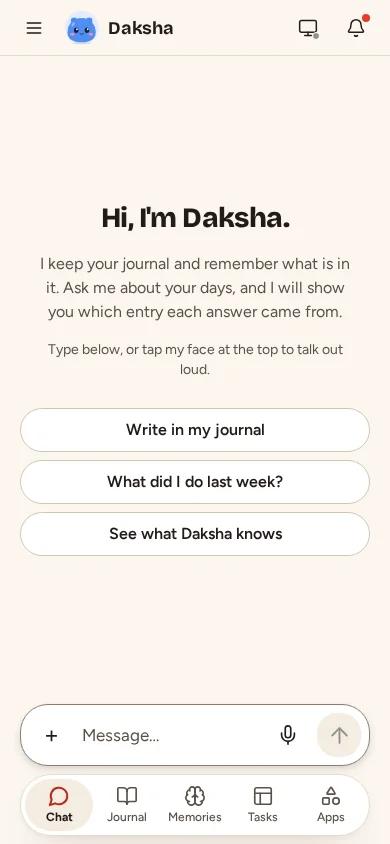 Daksha
Hi, I'm Daksha.
I keep your journal and remember what is in
it. Ask me about your days, and I will show
you which entry each answer came from.
Type below, or tap my face at the top to talk out
loud.
Write in my journal
What did I do last week?
See what Daksha knows
Message...
Chat
Journal
Memories
Tasks
Apps